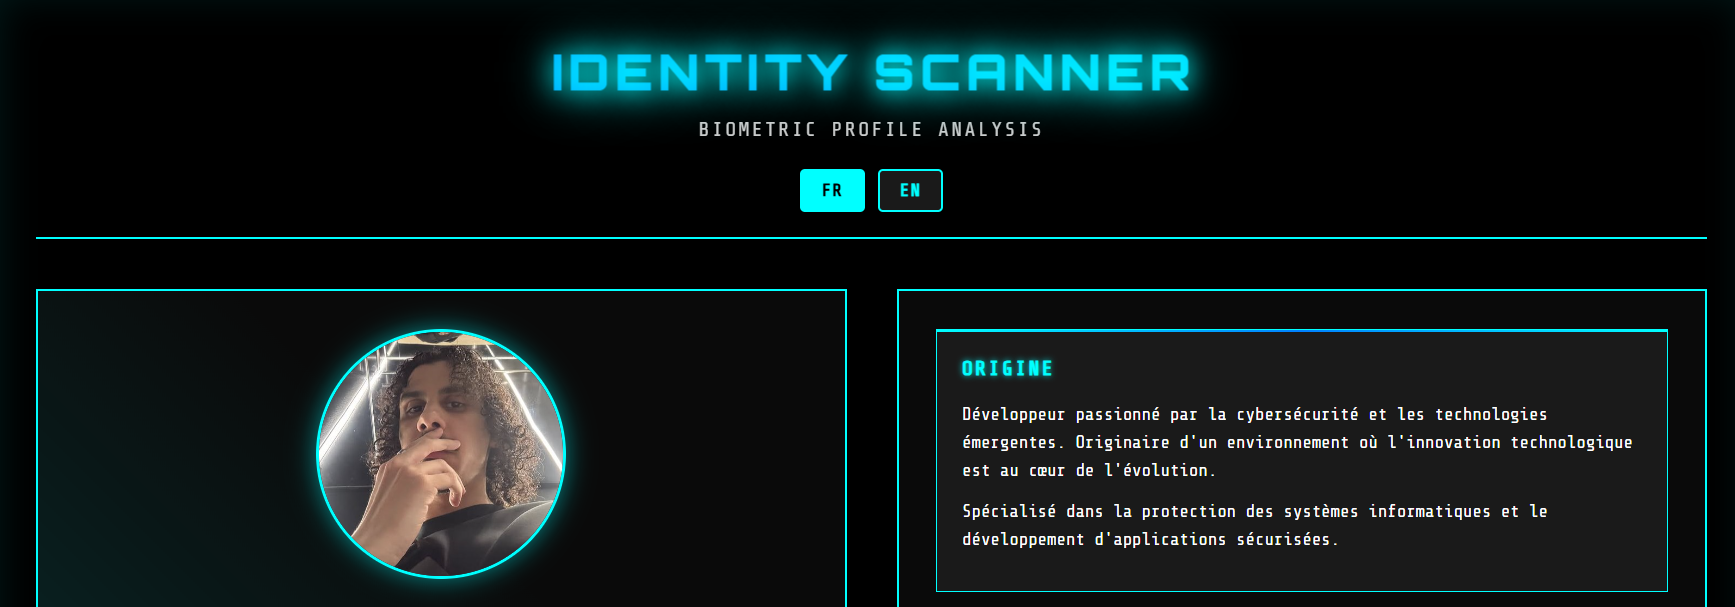 IDENTITY SCANNER
BIOMETRIC PROFILE ANALYSIS
FR
EN
ORIGINE
Développeur passionné par la cybersécurité et les technologies
émergentes. Originaire d'un environnement où l'innovation technologique
est au cœur de l'évolution.
Spécialisé dans la protection des systèmes informatiques et le
développement d'applications sécurisées.